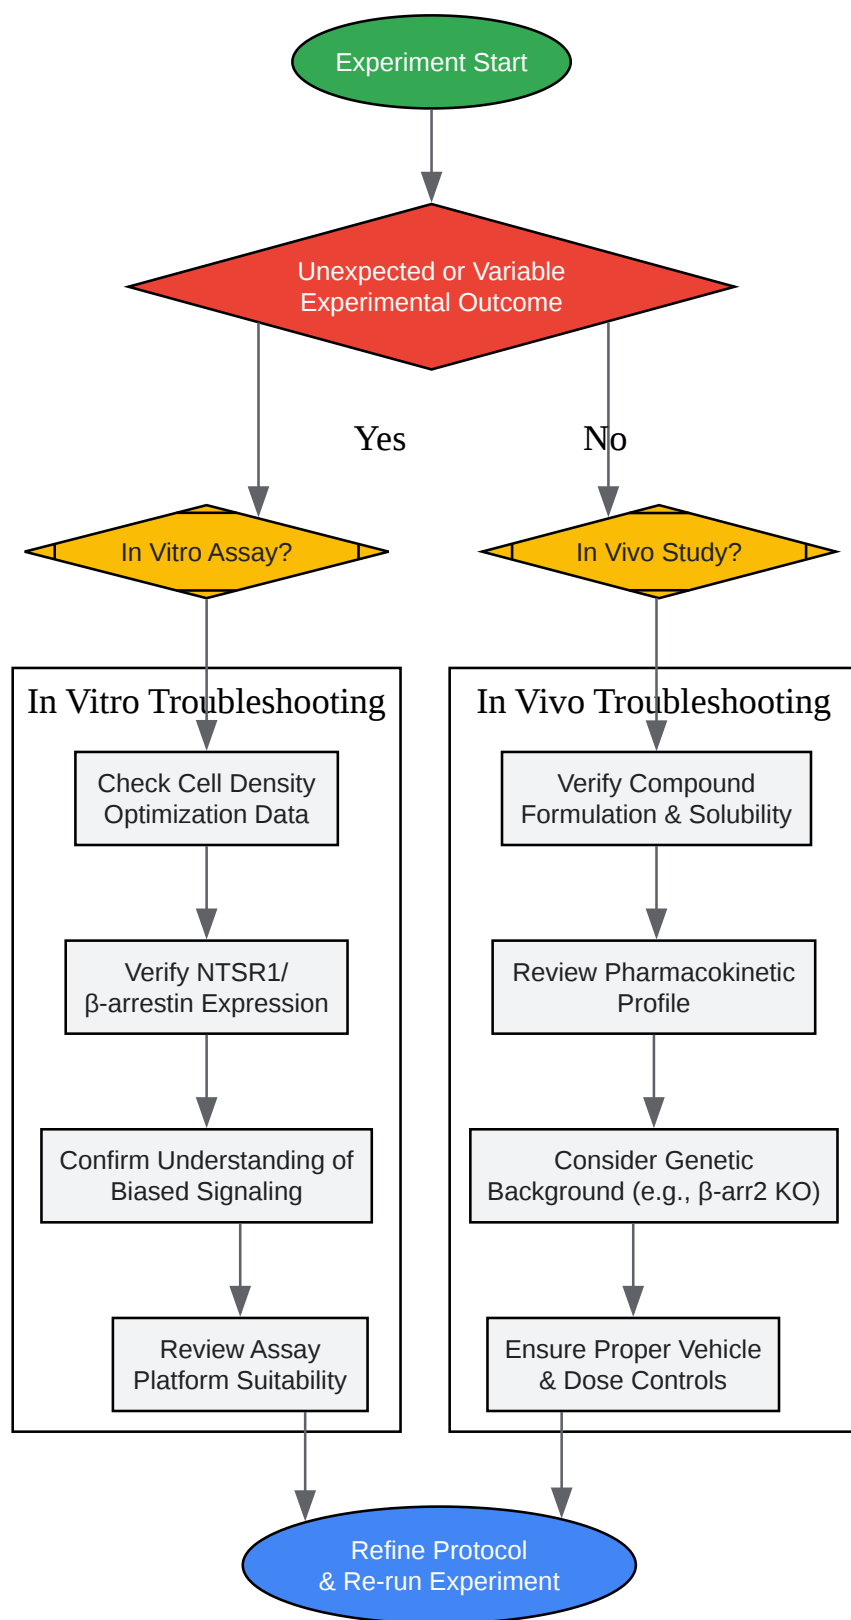 Experiment Start
Unexpected or Variable
Experimental Outcome
Yes
No
In Vitro Assay?
In Vivo Study?
In Vitro Troubleshooting
Check Cell Density
Optimization Data
Verify NTSR1/
β-arrestin Expression
Confirm Understanding of
Biased Signaling
Review Assay
Platform Suitability
In Vivo Troubleshooting
Verify Compound
Formulation & Solubility
Review Pharmacokinetic
Profile
Consider Genetic
Background (e.g., β-arr2 KO)
Ensure Proper Vehicle
& Dose Controls
Refine Protocol
& Re-run Experiment